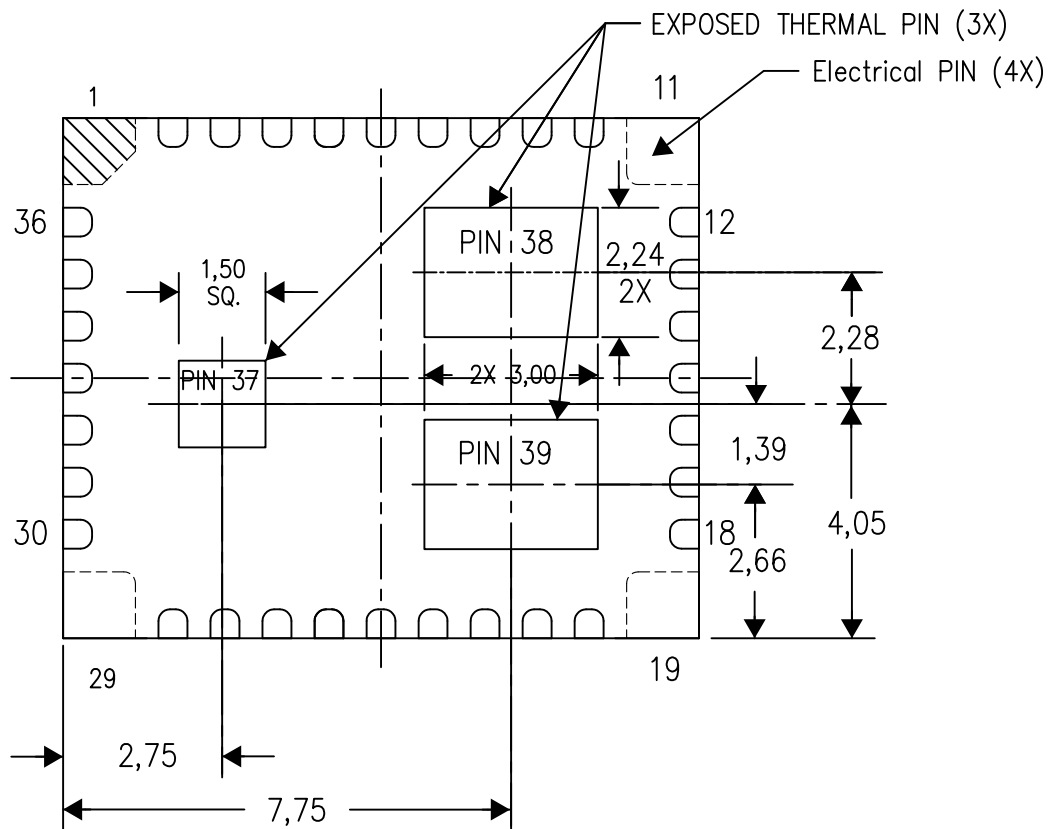 EXPOSED THERMAL PIN (3X)
Electrical PIN (4X)
1
11
36
12
PIN 38
2,24
2X
1,50
SQ.
2,28
PIN 37
2X 3,00
1,39
PIN 39
30
18
4,05
2,66
29
19
2,75
7,75